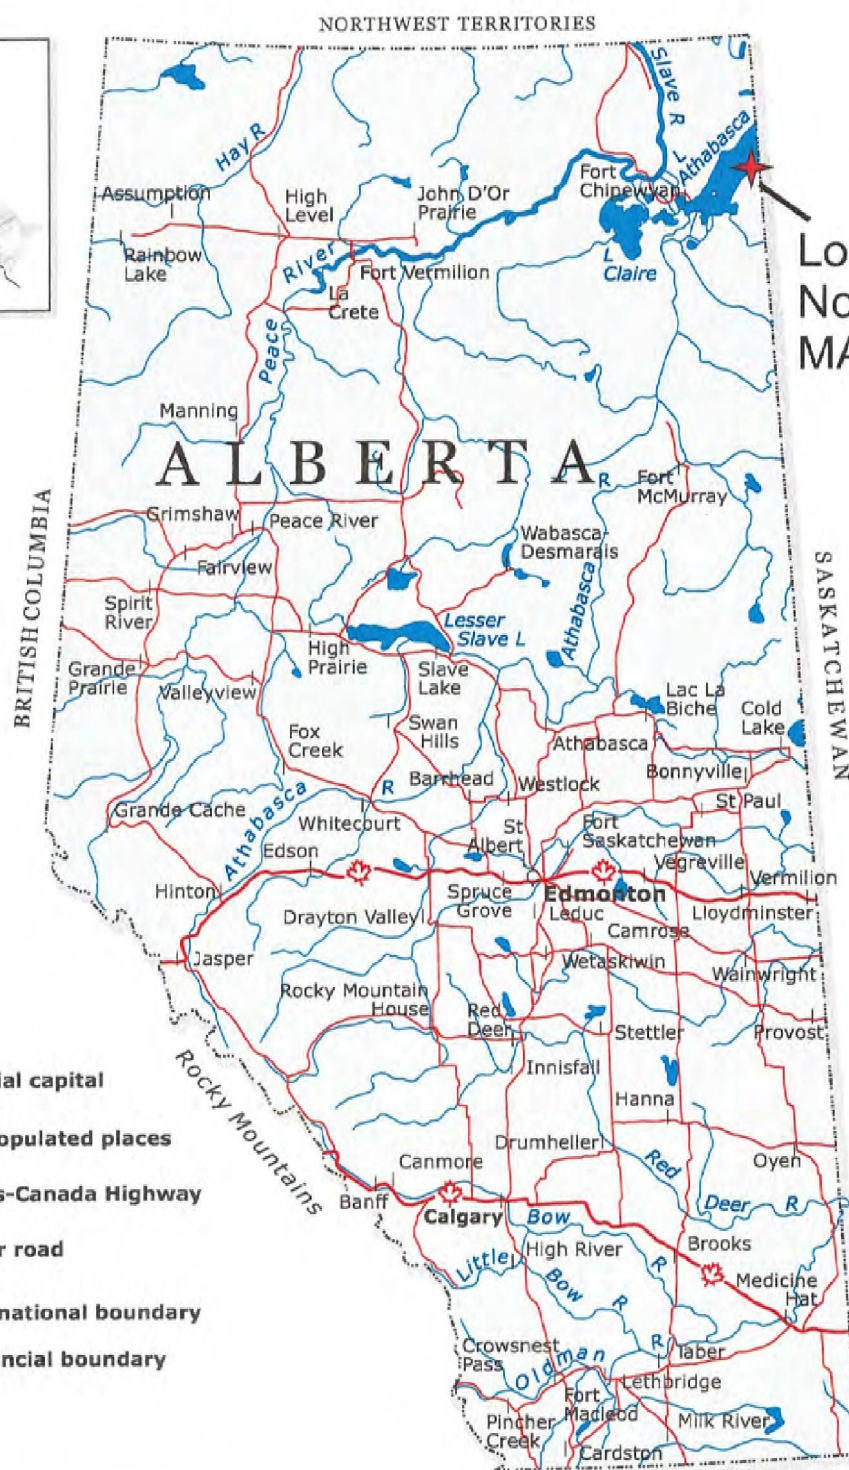 NORTHWEST TERRITORIES
Slave R
Hay R
L Athabasca
Assumption
High
Level
John D'Or
Prairie
Fort
Chipewyan
Rainbow
Lake
River
Fort Vermilion
L
Claire
La
Crete
Peace
Manning
ALBERTA
R
Fort
McMurray
BRITISH COLUMBIA
SASKATCHEWAN
Grimshaw
Peace River
Wabasca-
Desmarais
Fairview
Athabasca
Spirit
River
Lesser
Slave L
High
Prairie
Grande
Prairie
Valleyview
Slave
Lake
Lac La
Biche
Cold
Lake
Fox
Creek
Swan
Hills
Athabasca
Barrhead
Westlock
Bonnyville
St Paul
Grande Cache
Athabasca
R
Whitecourt
St
Albert
Fort
Saskatchewan
Edson
Vegreville
Vermilion
Hinton
Spruce
Grove
Edmonton
Leduc
Lloydminster
Drayton Valley
Camrose
Jasper
Wetaskiwin
Wainwright
Rocky Mountain
House
Red
Deer
Stettler
Provost
Rocky Mountains
Innisfail
Hanna
Drumheller
Red
Deer R
Oyen
Canmore
Banff
Calgary
Bow
R
High River
Brooks
Little
Bow
R
Medicine
Hat
Crowsnest
Pass
Oldman
R
Taber
Lethbridge
Fort
Macleod
Pincher
Creek
Milk River
Cardston
Lo
No
MA
ial capital
opulated places
s-Canada Highway
r road
national boundary
ncial boundary